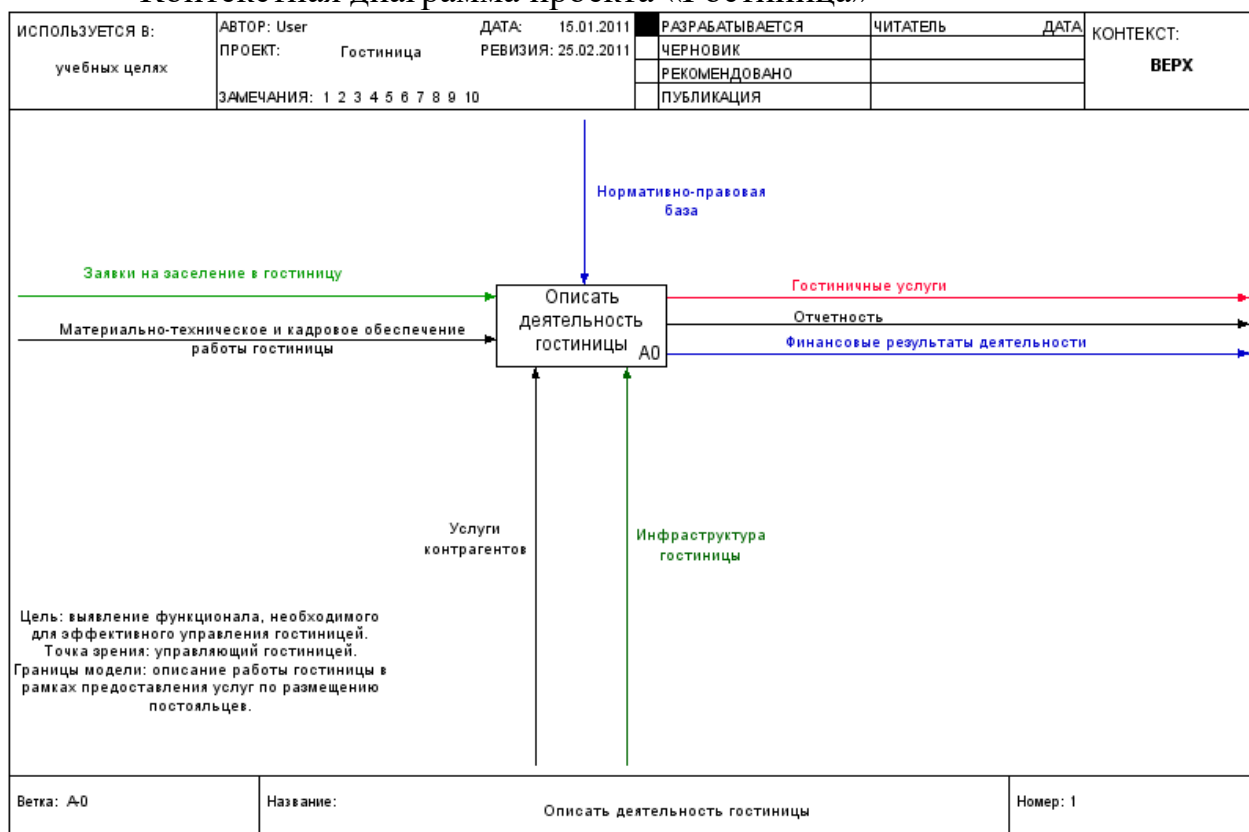 Контекстная диаграмма проекта «Гостиница»
ИСПОЛЬЗУЕТСЯ В:
учебных целях
АВТОР: User
ДАТА: 15.01.2011
ПРОЕКТ: Гостиница
РЕВИЗИЯ: 25.02.2011
ЗАМЕЧАНИЯ: 1 2 3 4 5 6 7 8 9 10
РАЗРАБАТЫВАЕТСЯ
ЧЕРНОВИК
РЕКОМЕНДОВАНО
ПУБЛИКАЦИЯ
ЧИТАТЕЛЬ
ДАТА
КОНТЕКСТ:
ВЕРХ
Нормативно-правовая
база
Заявки на заселение в гостиницу
Материально-техническое и кадровое обеспечение
работы гостиницы
Описать
деятельность
гостиницы
A0
Гостиничные услуги
Отчетность
Финансовые результаты деятельности
Услуги
контрагентов
Инфраструктура
гостиницы
Цель: выявление функционала, необходимого
для эффективного управления гостиницей.
Точка зрения: управляющий гостиницей.
Границы модели: описание работы гостиницы в
рамках предоставления услуг по размещению
постояльцев.
Ветка: A-0
Название:
Описать деятельность гостиницы
Номер: 1